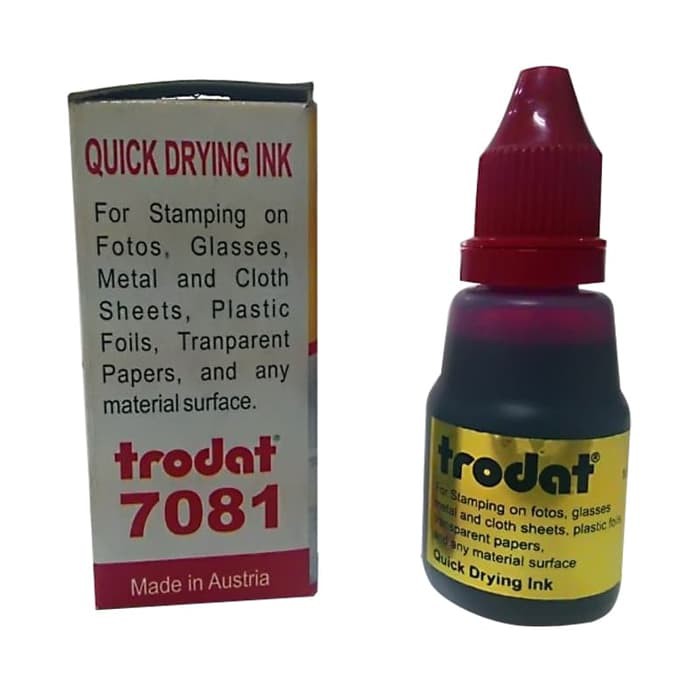 QUICK DRYING INK
For Stamping on
Fotos, Glasses,
Metal and Cloth
Sheets, Plastic
Foils, Tranparent
Papers, and any
material surface.
trodat®
7081
Made in Austria
trodat®
For Stamping on fotos, glasses
metal and cloth sheets, plastic foils
transparent papers,
and any material surface
Quick Drying Ink